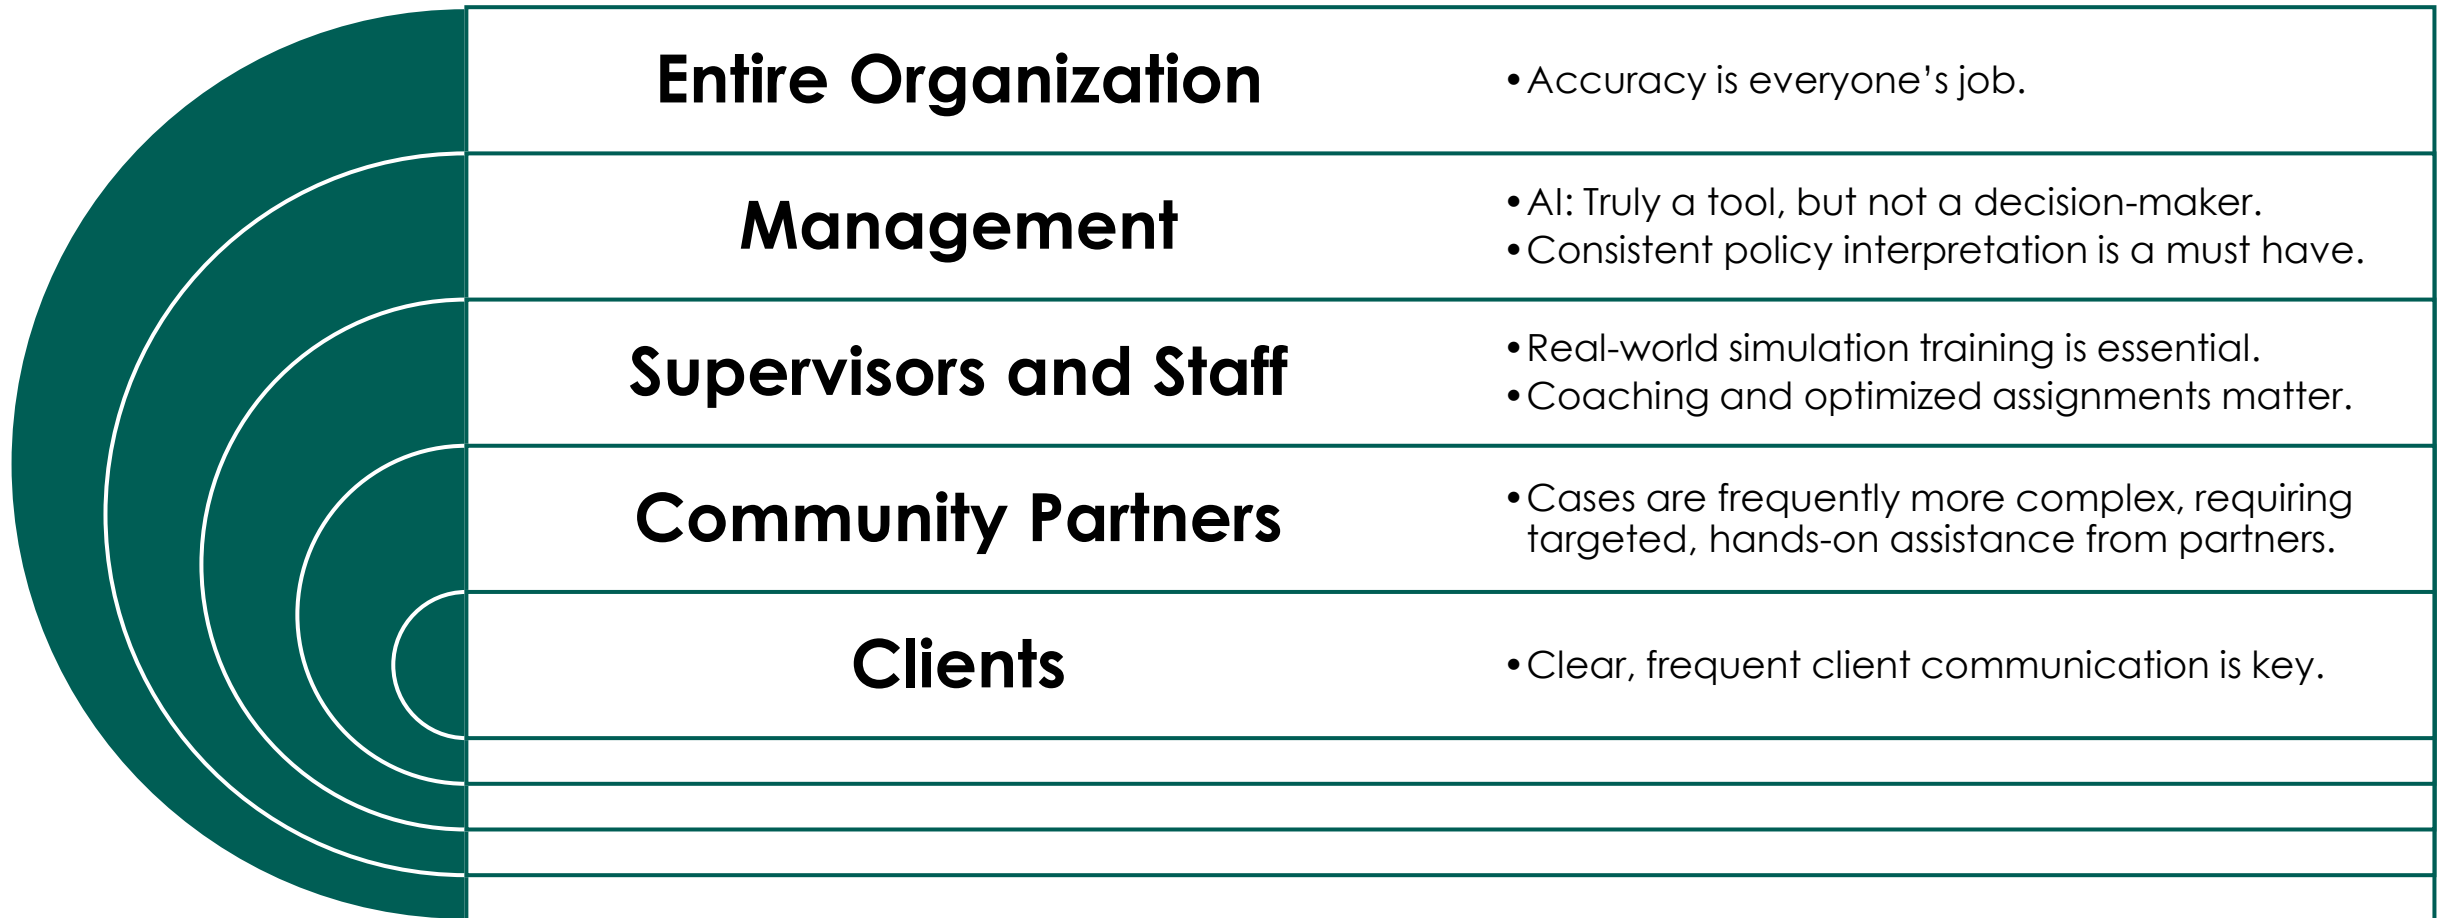 Entire Organization
•Accuracy is everyone’s job.
Management
•AI: Truly a tool, but not a decision-maker.
•Consistent policy interpretation is a must have.
Supervisors and Staff
•Real-world simulation training is essential.
•Coaching and optimized assignments matter.
Community Partners
•Cases are frequently more complex, requiring
targeted, hands-on assistance from partners.
Clients
•Clear, frequent client communication is key.